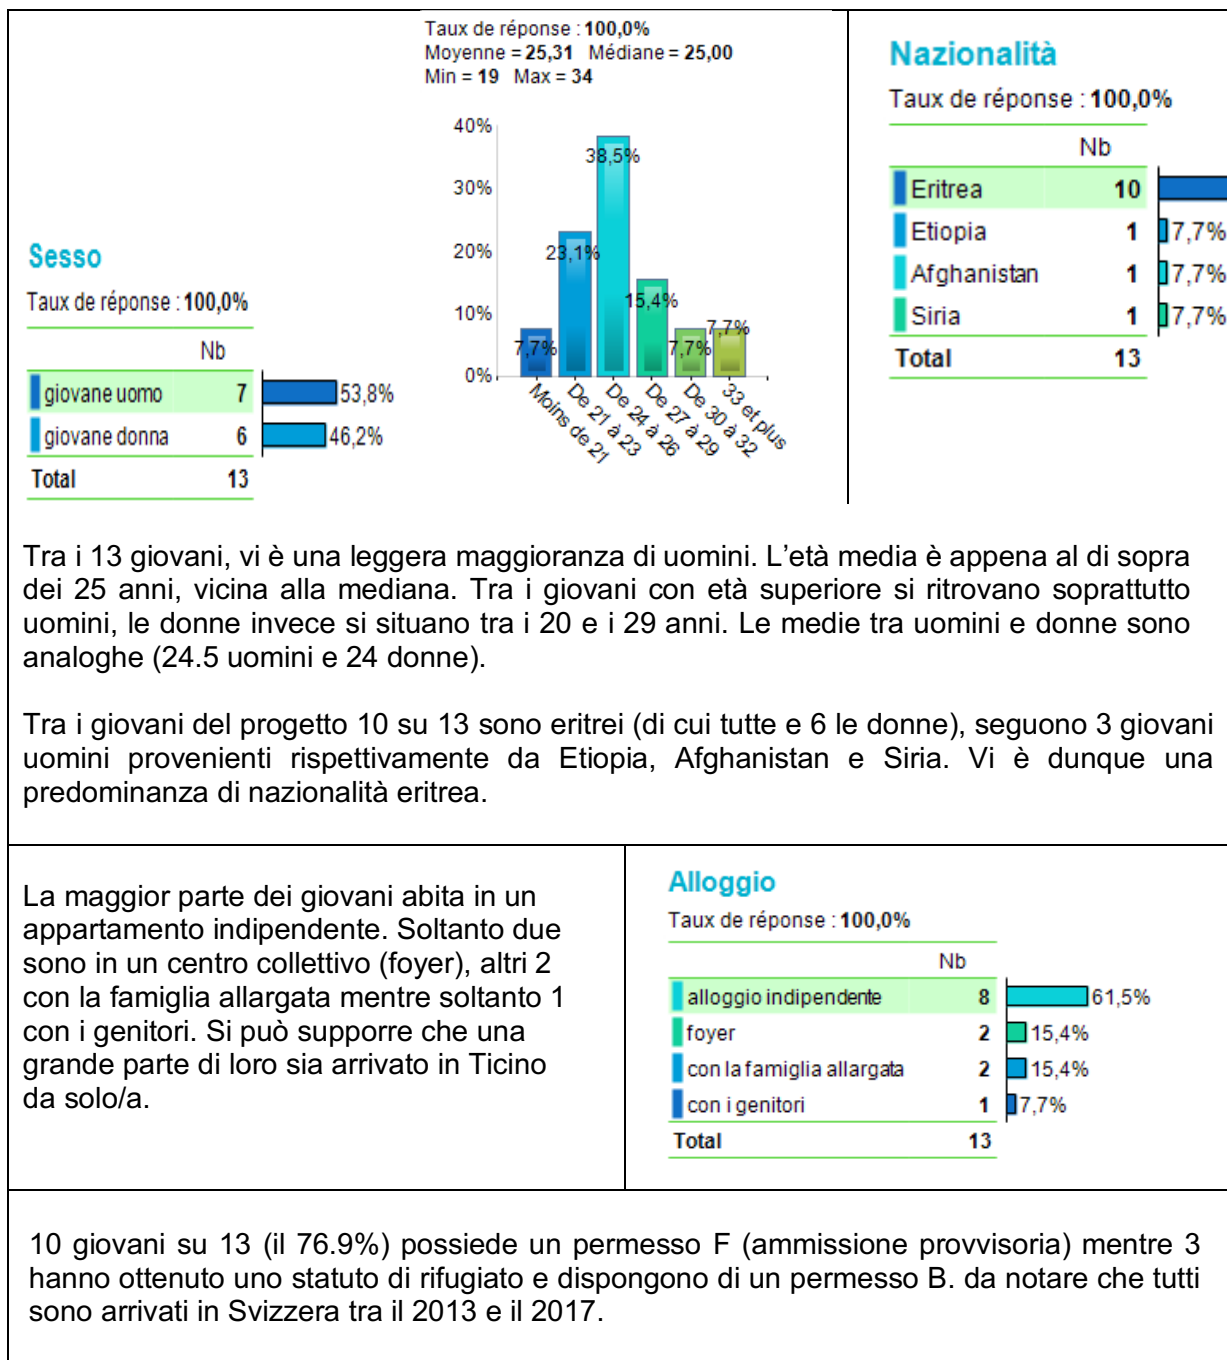 Taux de réponse : 100,0%
Moyenne = 25,31 Médiane = 25,00
Min = 19 Max = 34
40%
30%
20%
10%
0%
7,7%
23,1%
38,5%
15,4%
7,7%
7,7%
Moins de 21
De 21 à 23
De 24 à 26
De 27 à 29
De 30 à 32
33 et plus
Sesso
Taux de réponse : 100,0%
Nb
giovane uomo 7 53,8%
giovane donna 6 46,2%
Total 13
Nazionalità
Taux de réponse : 100,0%
Nb
Eritrea 10
Etiopia 1 7,7%
Afghanistan 1 7,7%
Siria 1 7,7%
Total 13
Tra i 13 giovani, vi è una leggera maggioranza di uomini. L’età media è appena al di sopra
dei 25 anni, vicina alla mediana. Tra i giovani con età superiore si ritrovano soprattutto
uomini, le donne invece si situano tra i 20 e i 29 anni. Le medie tra uomini e donne sono
analoghe (24.5 uomini e 24 donne).
Tra i giovani del progetto 10 su 13 sono eritrei (di cui tutte e 6 le donne), seguono 3 giovani
uomini provenienti rispettivamente da Etiopia, Afghanistan e Siria. Vi è dunque una
predominanza di nazionalità eritrea.
La maggior parte dei giovani abita in un
appartamento indipendente. Soltanto due
sono in un centro collettivo (foyer), altri 2
con la famiglia allargata mentre soltanto 1
con i genitori. Si può supporre che una
grande parte di loro sia arrivato in Ticino
da solo/a.
Alloggio
Taux de réponse : 100,0%
Nb
alloggio indipendente 8 61,5%
foyer 2 15,4%
con la famiglia allargata 2 15,4%
con i genitori 1 7,7%
Total 13
10 giovani su 13 (il 76.9%) possiede un permesso F (ammissione provvisoria) mentre 3
hanno ottenuto uno statuto di rifugiato e dispongono di un permesso B. da notare che tutti
sono arrivati in Svizzera tra il 2013 e il 2017.